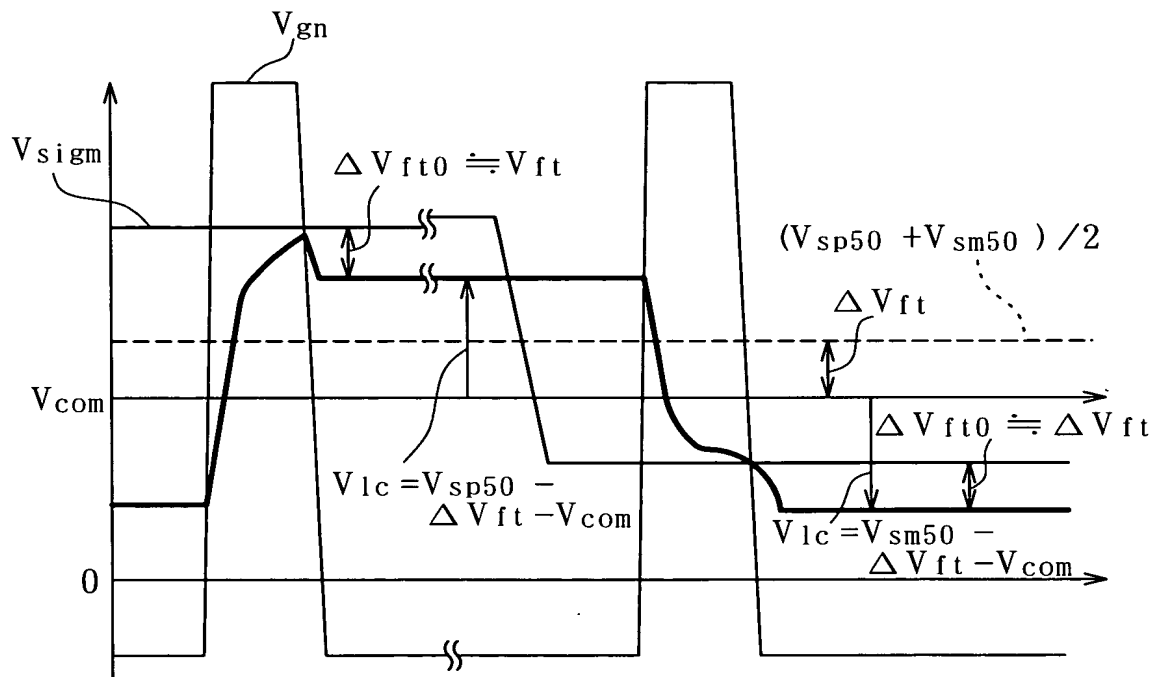 Vgn
Vsigm
ΔVft0≒Vft
(Vsp50+Vsm50)/2
ΔVft
Vcom
ΔVft0≒ΔVft
Vlc=Vsp50−
ΔVft−Vcom
Vlc=Vsm50−
ΔVft−Vcom
0